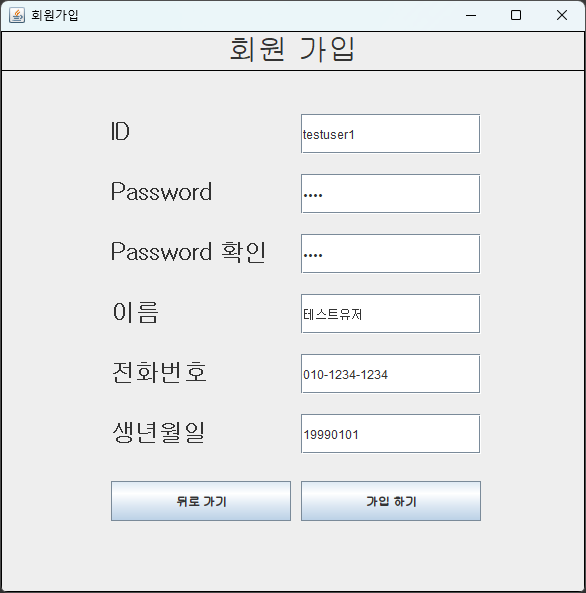 회원가입
회원 가입
ID testuser1
Password ••••
Password 확인 ••••
이름 테스트유저
전화번호 010-1234-1234
생년월일 19990101
뒤로 가기 가입 하기